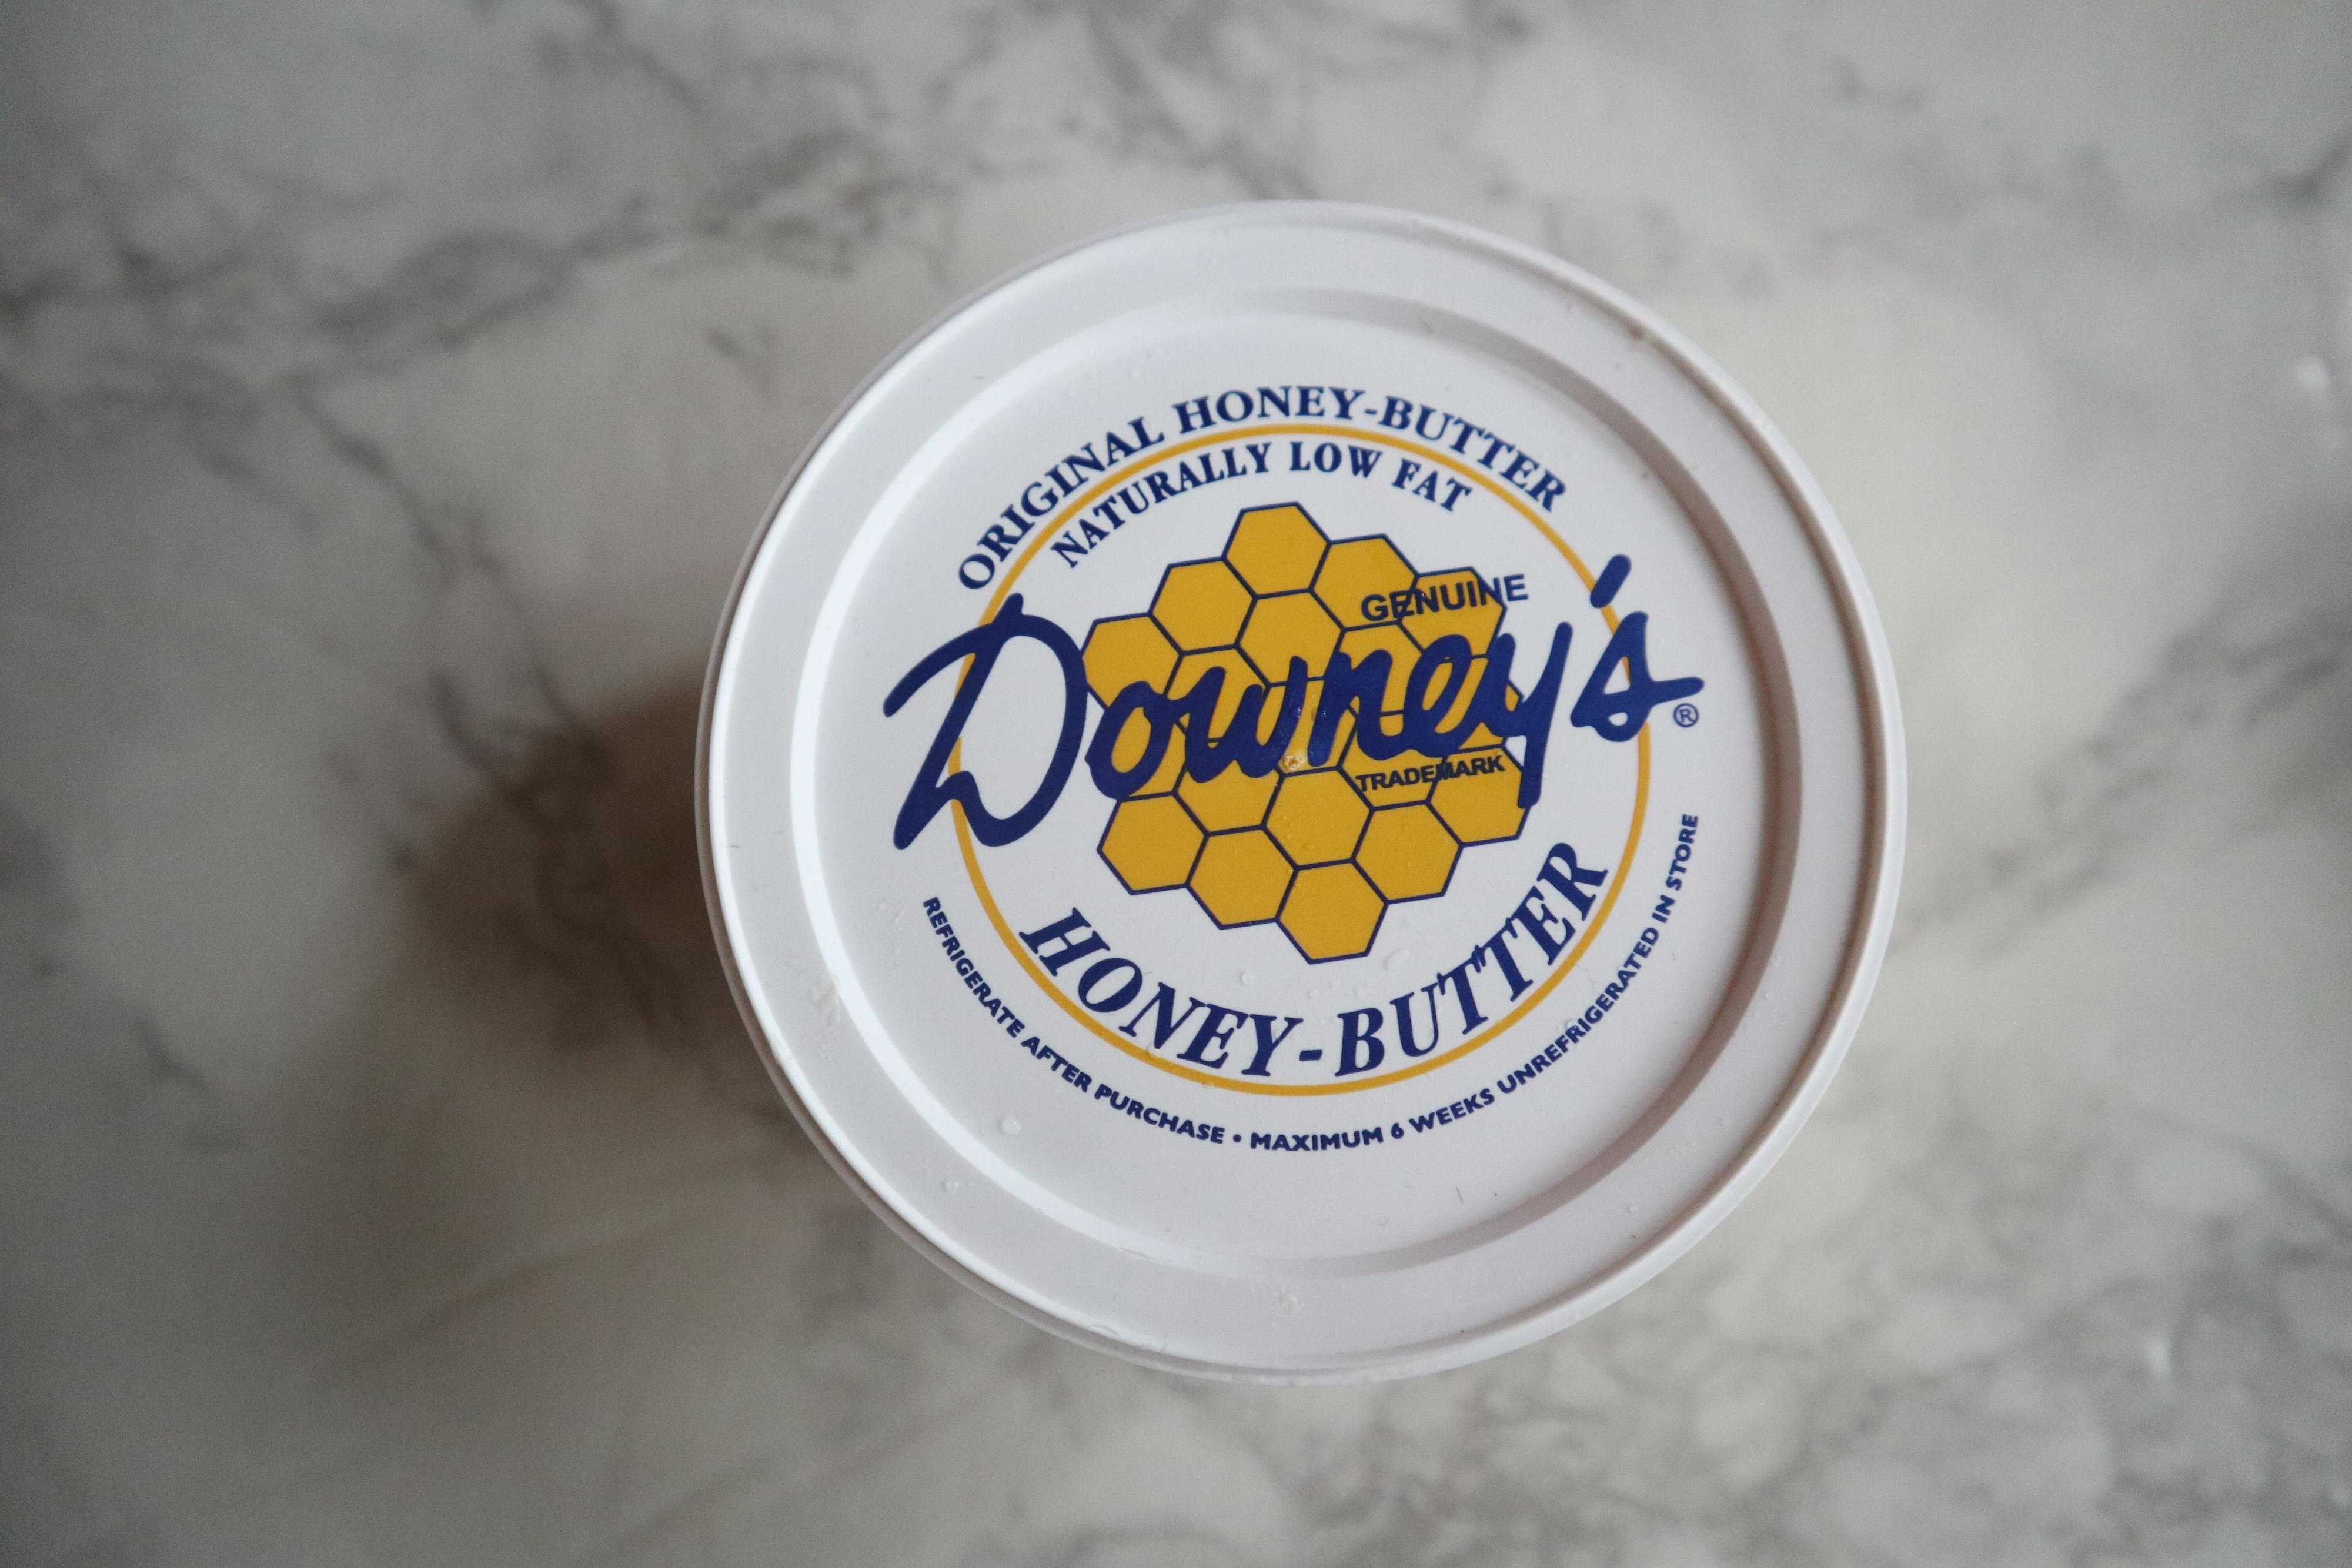 ORIGINAL HONEY-BUTTER
NATURALLY LOW FAT
GENUINE
Downey's®
TRADEMARK
HONEY-BUTTER
REFRIGERATE AFTER PURCHASE • MAXIMUM 6 WEEKS UNREFRIGERATED IN STORE